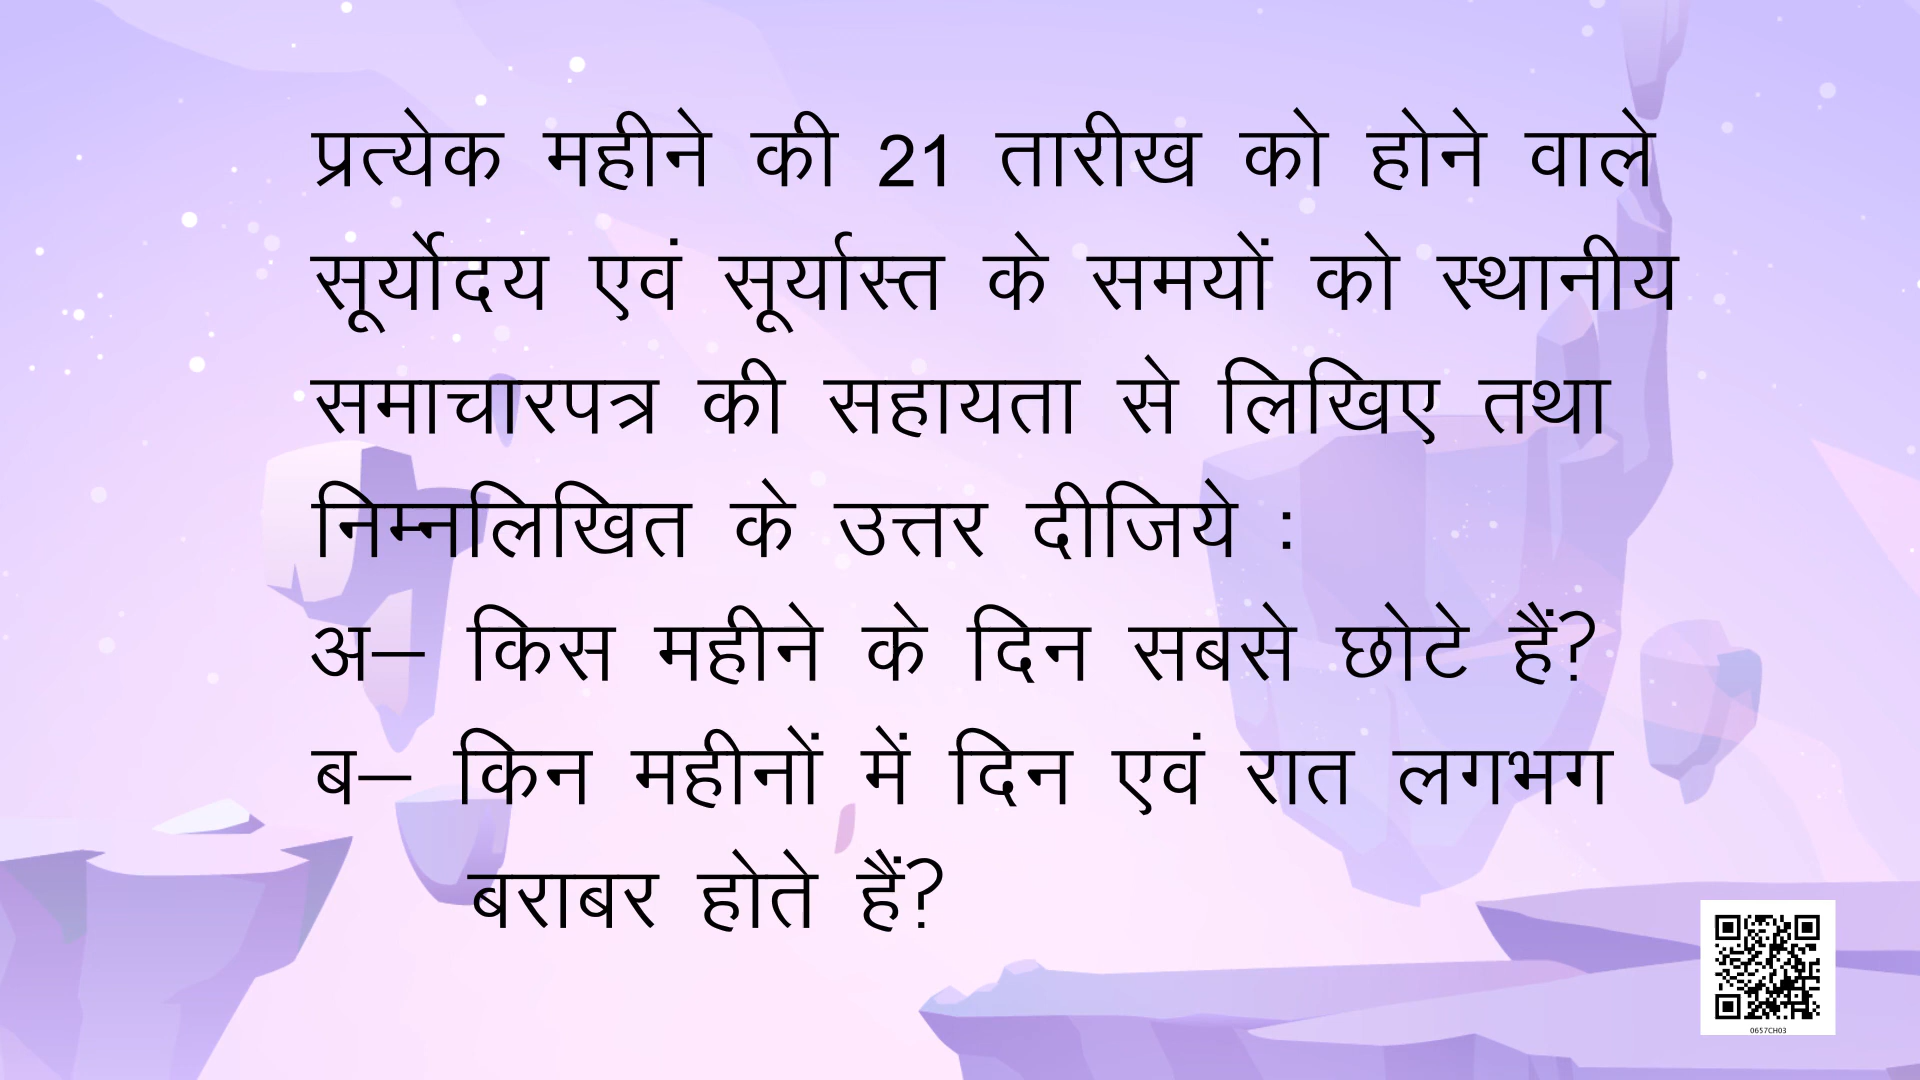 प्रत्येक महीने की 21 तारीख को होने वाले
सूर्योदय एवं सूर्यास्त के समयों को स्थानीय
समाचारपत्र की सहायता से लिखिए तथा
निम्नलिखित के उत्तर दीजिये :
अ– किस महीने के दिन सबसे छोटे हैं?
ब– किन महीनों में दिन एवं रात लगभग
बराबर होते हैं?
0657CH03